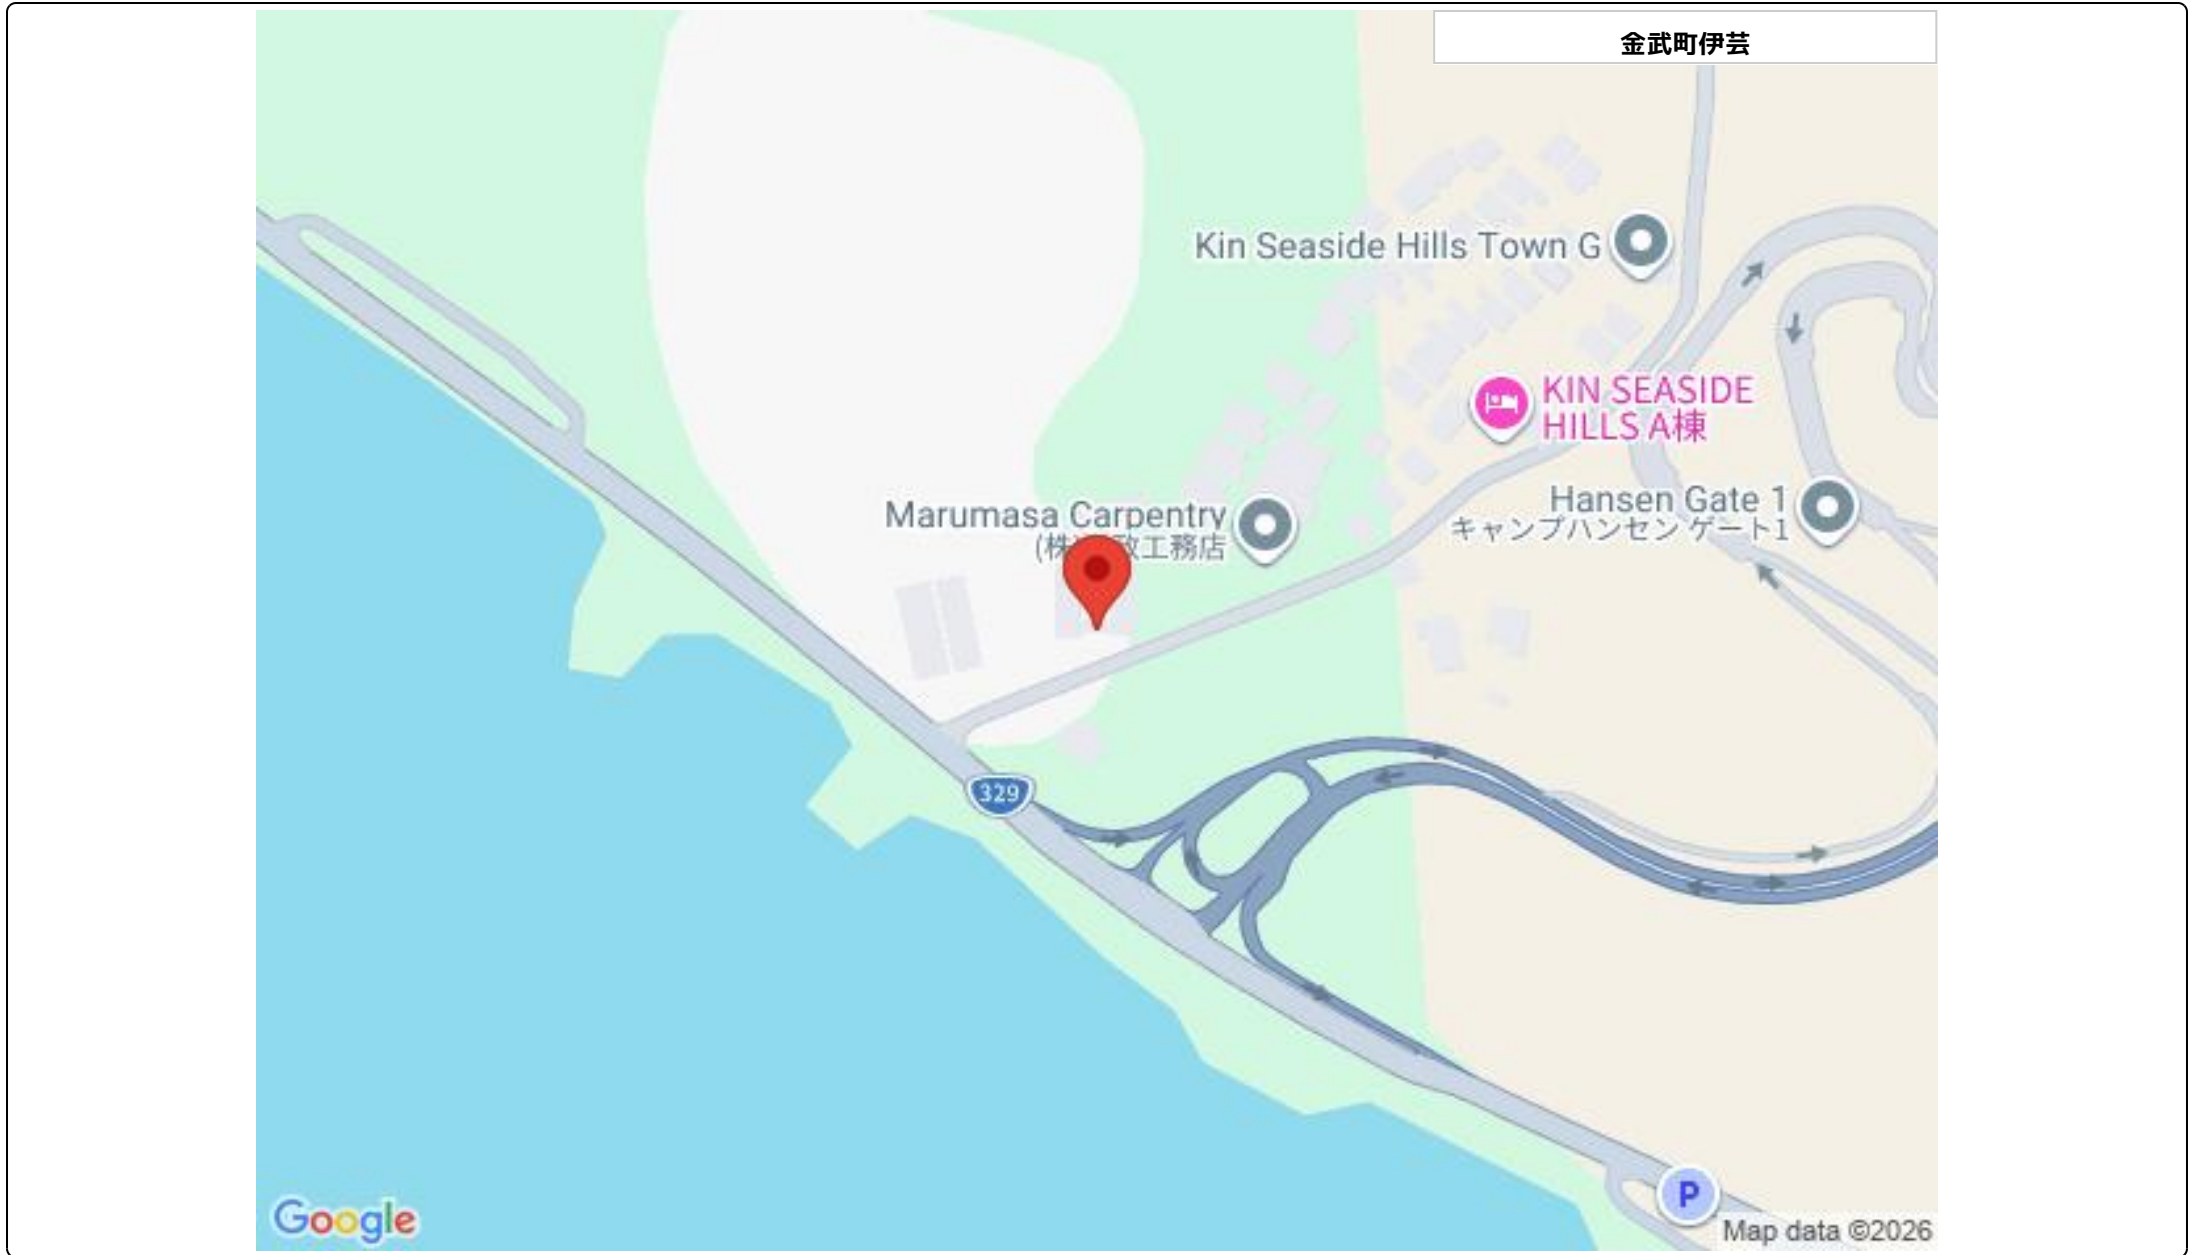 金武町伊芸
Kin Seaside Hills Town G
KIN SEASIDE
HILLS A棟
Marumasa Carpentry
Hansen Gate 1
キャンプハンセン ゲート1
(株) 政工務店
329
P
Google
Map data ©2026